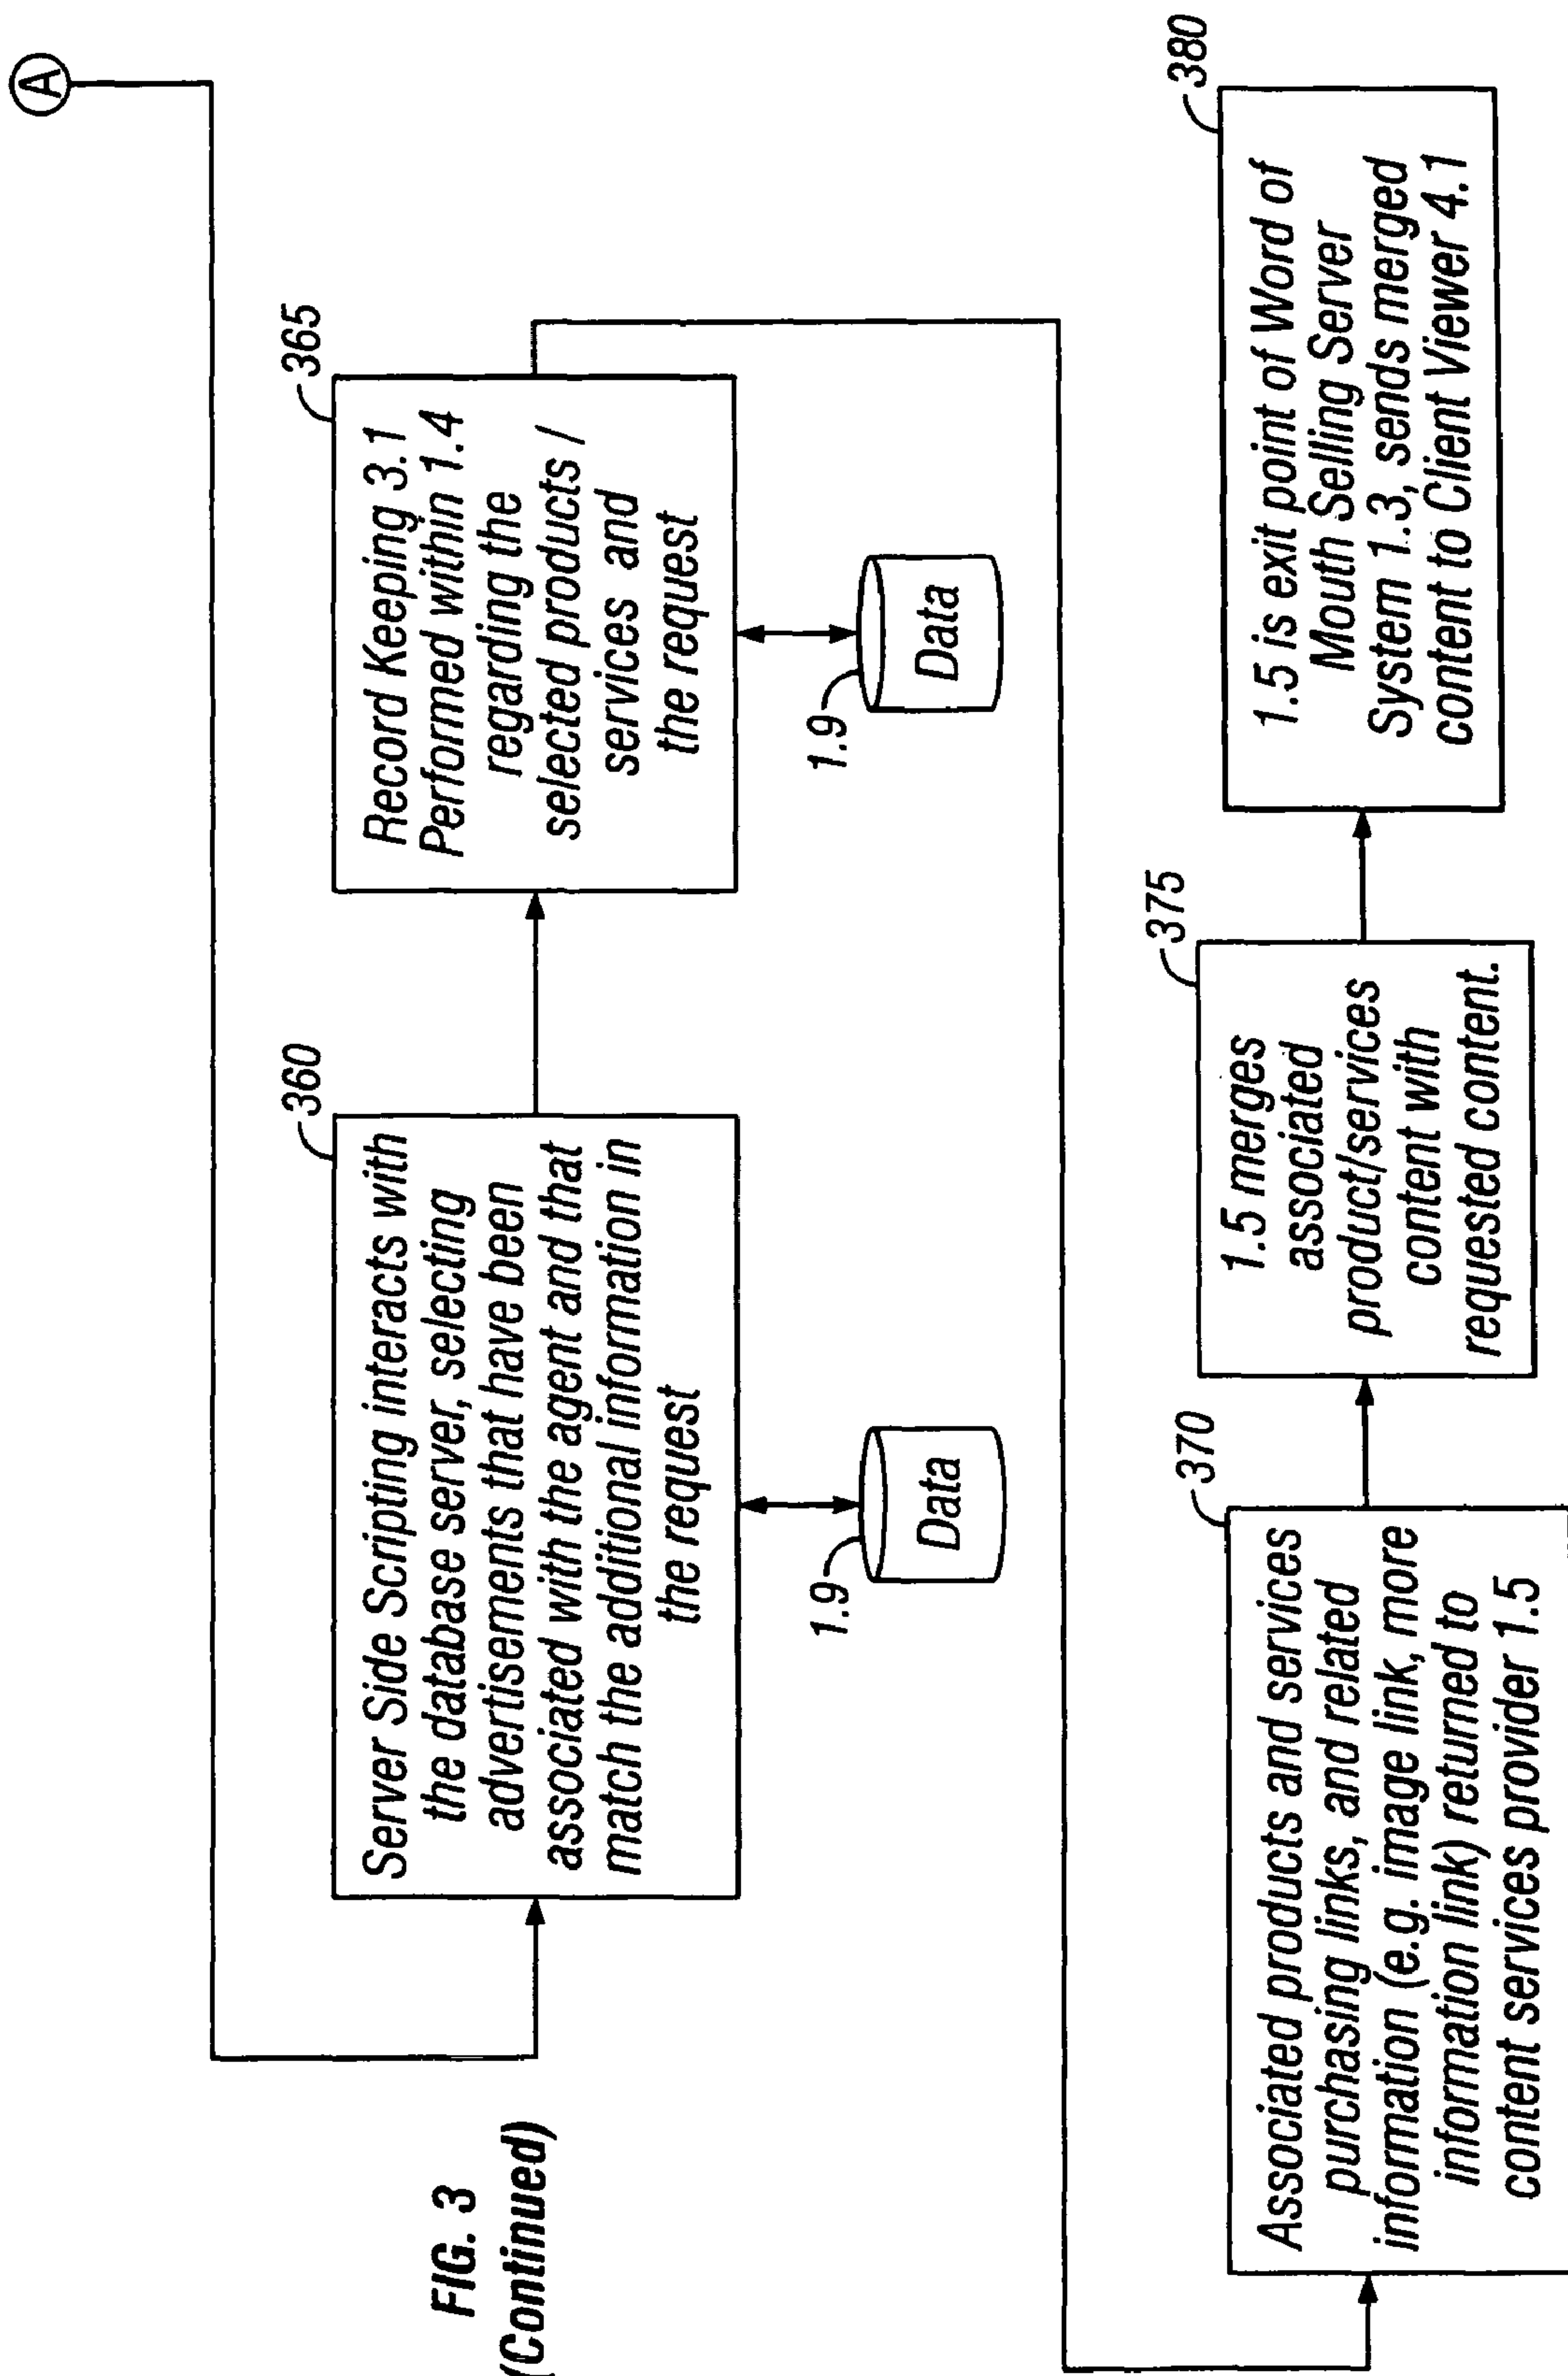 A
FIG. 3
(Continued)
360
Server Side Scripting interacts with
the database server, selecting
advertisements that have been
associated with the agent and that
match the additional information in
the request
1.9
Data
365
Record Keeping 3.1
Performed within 1.4
regarding the
selected products /
services and
the request
1.9
Data
370
Associated products and services
purchasing links, and related
information (e.g. image link, more
information link) returned to
content services provider 1.5
375
1.5 merges
associated
product/services
content with
requested content.
380
1.5 is exit point of Word of
Mouth Selling Server
System 1.3, sends merged
content to Client Viewer 4.1